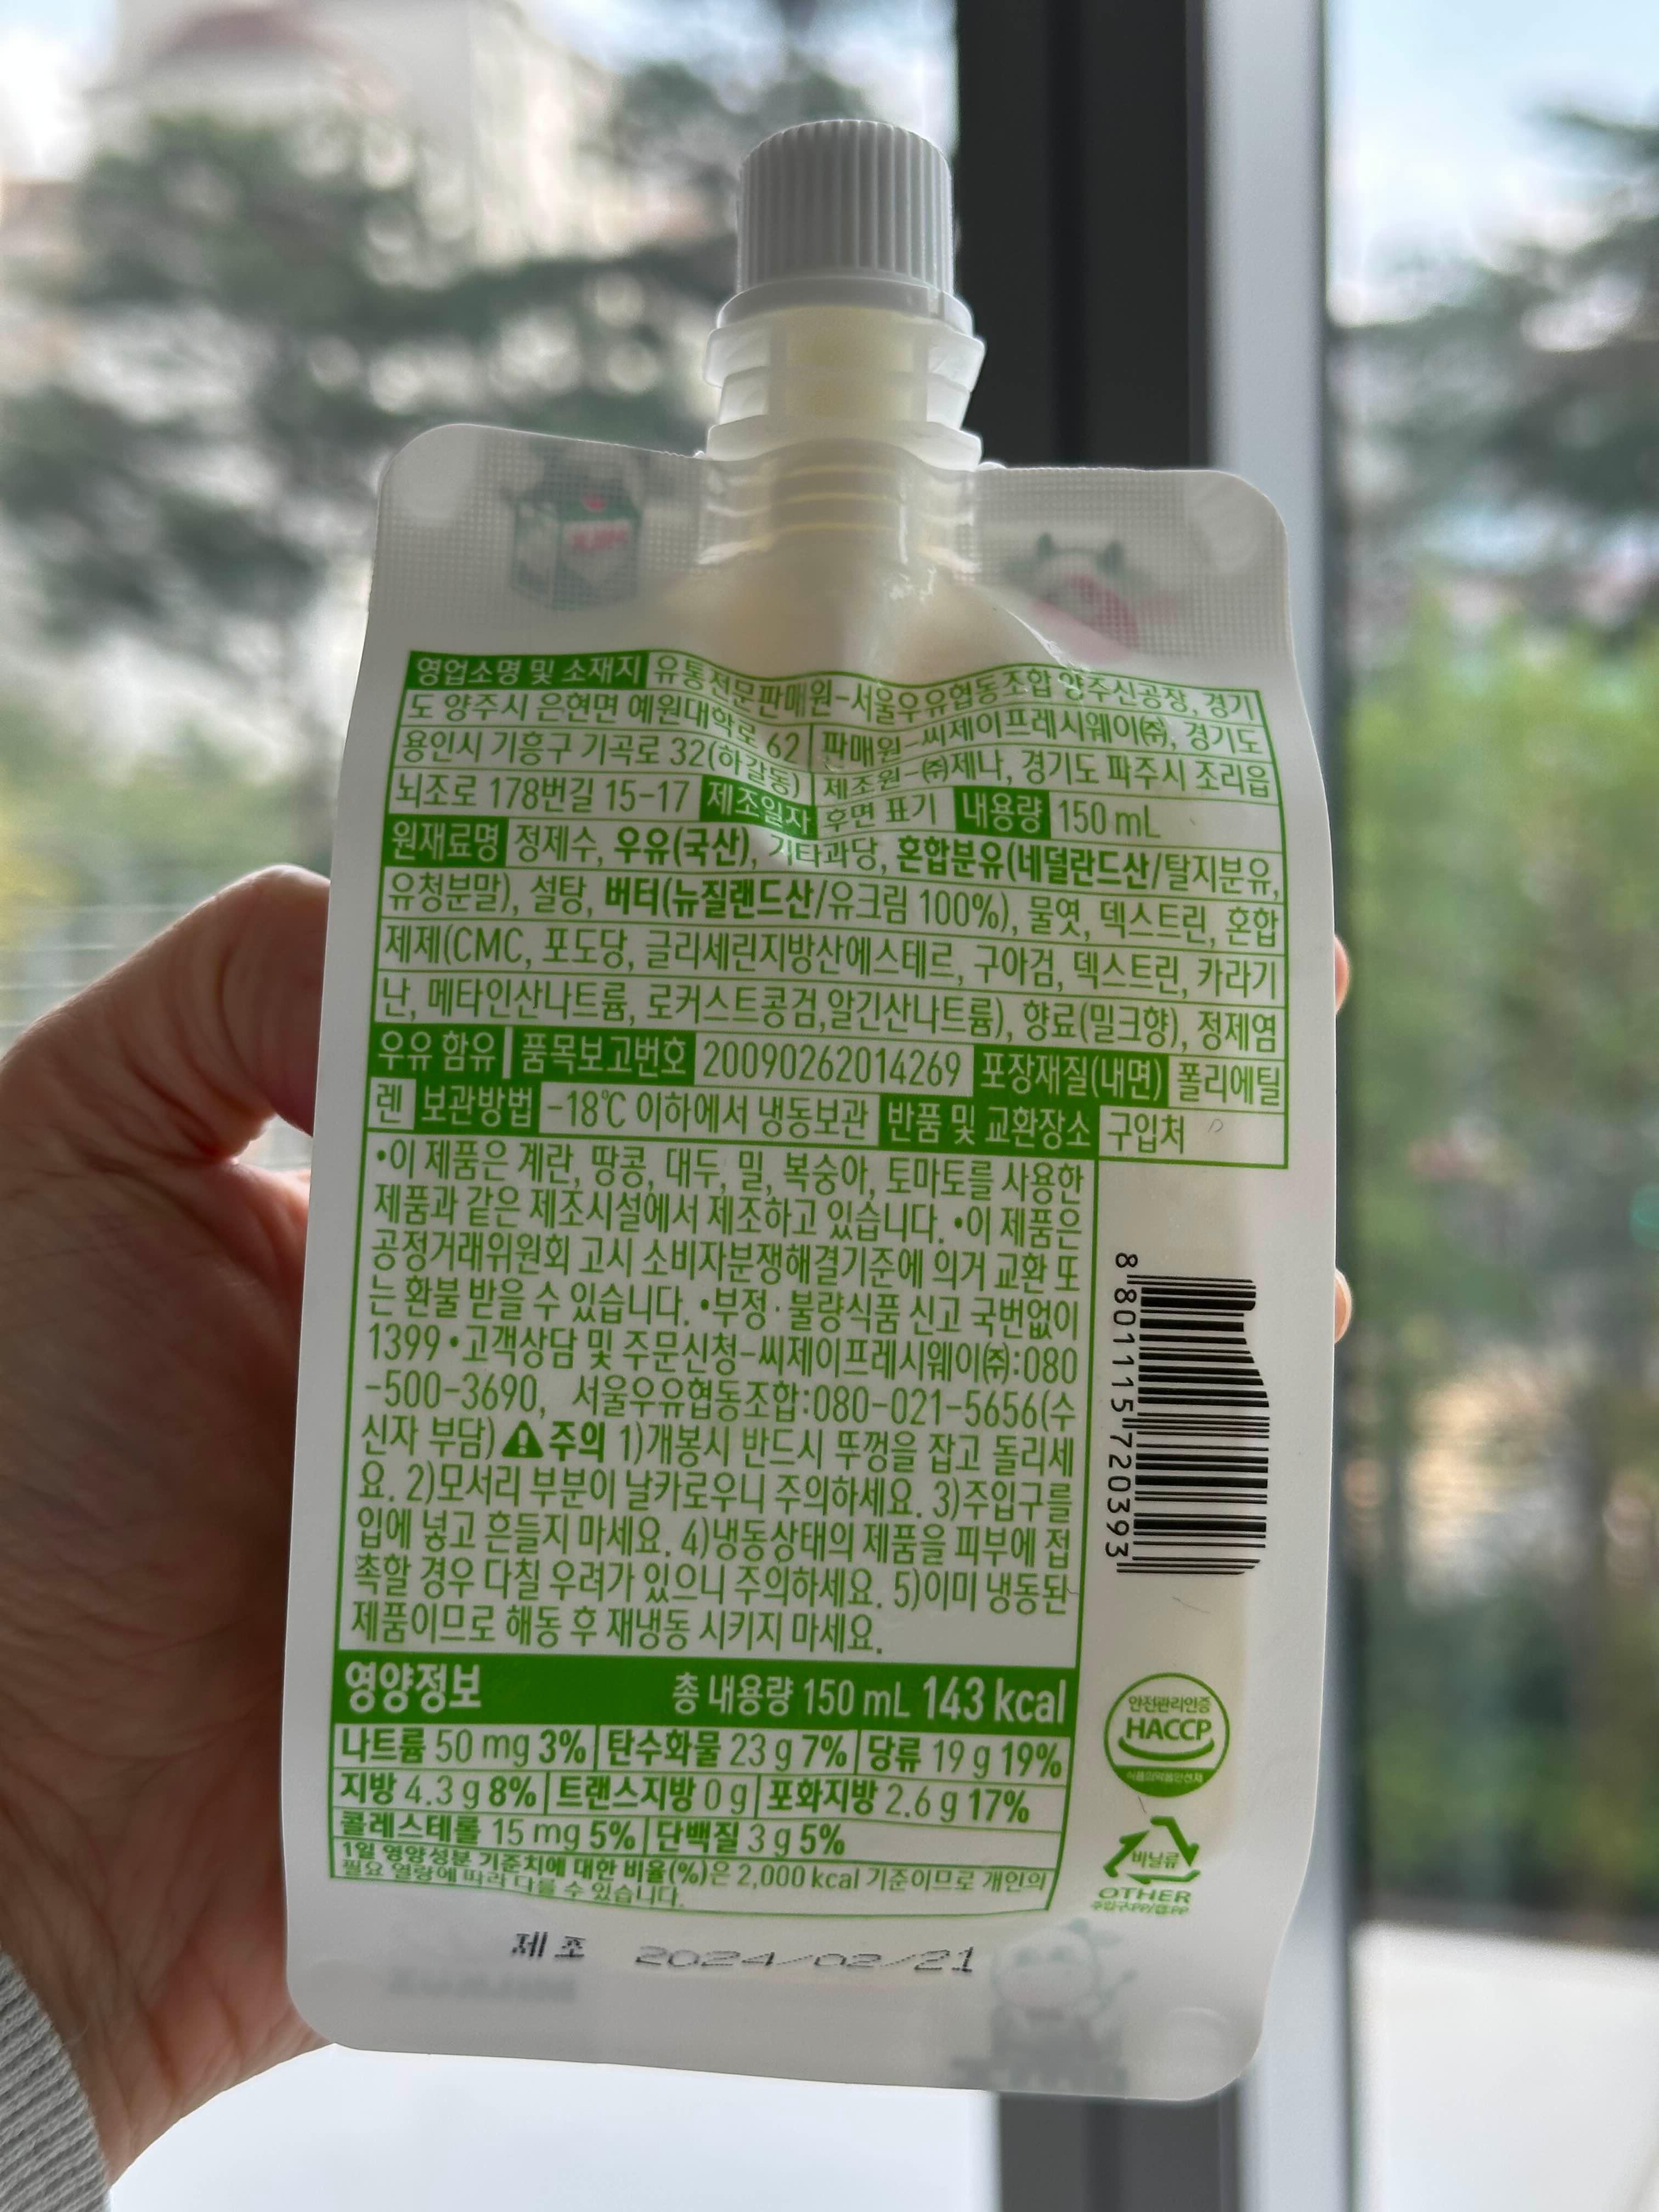 영업소명 및 소재지 유통전문판매원-서울우유협동조합 양주신공장, 경기
도 양주시 은현면 예원대학로 62 | 판매원-씨제이프레시웨이㈜, 경기도
용인시 기흥구 기곡로 32(하갈동) | 제조원-㈜제나, 경기도 파주시 조리읍
뇌조로 178번길 15-17 제조일자 후면 표기 내용량 150 mL
원재료명 정제수, 우유(국산), 기타과당, 혼합분유(네덜란드산/탈지분유,
유청분말), 설탕, 버터(뉴질랜드산/유크림 100%), 물엿, 덱스트린, 혼합
제제(CMC, 포도당, 글리세린지방산에스테르, 구아검, 덱스트린, 카라기
난, 메타인산나트륨, 로커스트콩검,알긴산나트륨), 향료(밀크향), 정제염
우유 함유 | 품목보고번호 20090262014269 포장재질(내면) 폴리에틸
렌 보관방법 -18℃ 이하에서 냉동보관 반품 및 교환장소 구입처
•이 제품은 계란, 땅콩, 대두, 밀, 복숭아, 토마토를 사용한
제품과 같은 제조시설에서 제조하고 있습니다. •이 제품은
공정거래위원회 고시 소비자분쟁해결기준에 의거 교환 또
는 환불 받을 수 있습니다. •부정·불량식품 신고 국번없이
1399 •고객상담 및 주문신청-씨제이프레시웨이㈜:080
-500-3690, 서울우유협동조합:080-021-5656(수
신자 부담) ⚠주의 1)개봉시 반드시 뚜껑을 잡고 돌리세
요. 2)모서리 부분이 날카로우니 주의하세요. 3)주입구를
입에 넣고 흔들지 마세요. 4)냉동상태의 제품을 피부에 접
촉할 경우 다칠 우려가 있으니 주의하세요. 5)이미 냉동된
제품이므로 해동 후 재냉동 시키지 마세요.
8 801115 720393
영양정보 총 내용량 150 mL 143 kcal
나트륨 50 mg 3% | 탄수화물 23 g 7% | 당류 19 g 19%
지방 4.3 g 8% | 트랜스지방 0 g | 포화지방 2.6 g 17%
콜레스테롤 15 mg 5% | 단백질 3 g 5%
1일 영양성분 기준치에 대한 비율(%)은 2,000 kcal 기준이므로 개인의
필요 열량에 따라 다를 수 있습니다.
안전관리인증
HACCP
식품의약품안전처
비닐류
OTHER
주입구:PP/캡:PP
제조 2024/02/21